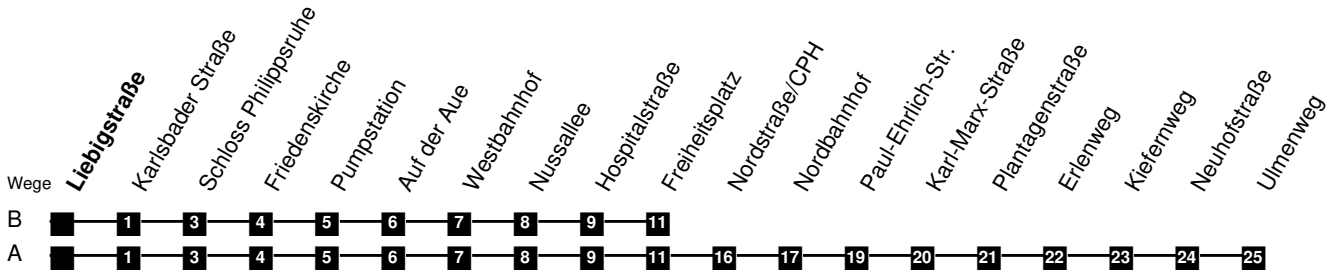 Liebigstraße
Karlsbader Straße
Schloss Philippsruhe
Friedenskirche
Pumpstation
Auf der Aue
Westbahnhof
Nussallee
Hospitalstraße
Freiheitsplatz
Nordstraße/CPH
Nordbahnhof
Paul-Ehrlich-Str.
Karl-Marx-Straße
Plantagenstraße
Erlenweg
Kiefernweg
Neuhofstraße
Ulmenweg
Wege
B 1 3 4 5 6 7 8 9 11
A 1 3 4 5 6 7 8 9 11 16 17 19 20 21 22 23 24 25